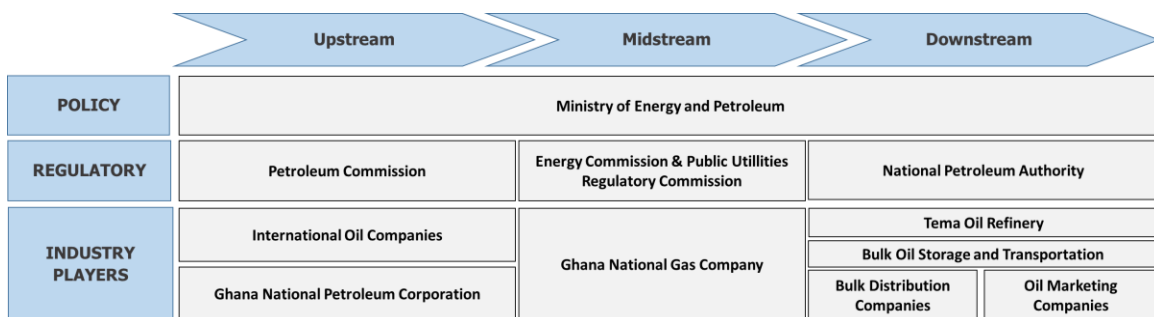 Upstream
Midstream
Downstream
POLICY
Ministry of Energy and Petroleum
REGULATORY
Petroleum Commission
Energy Commission & Public Utillities
Regulatory Commission
National Petroleum Authority
INDUSTRY
PLAYERS
International Oil Companies
Ghana National Petroleum Corporation
Ghana National Gas Company
Tema Oil Refinery
Bulk Oil Storage and Transportation
Bulk Distribution
Companies
Oil Marketing
Companies